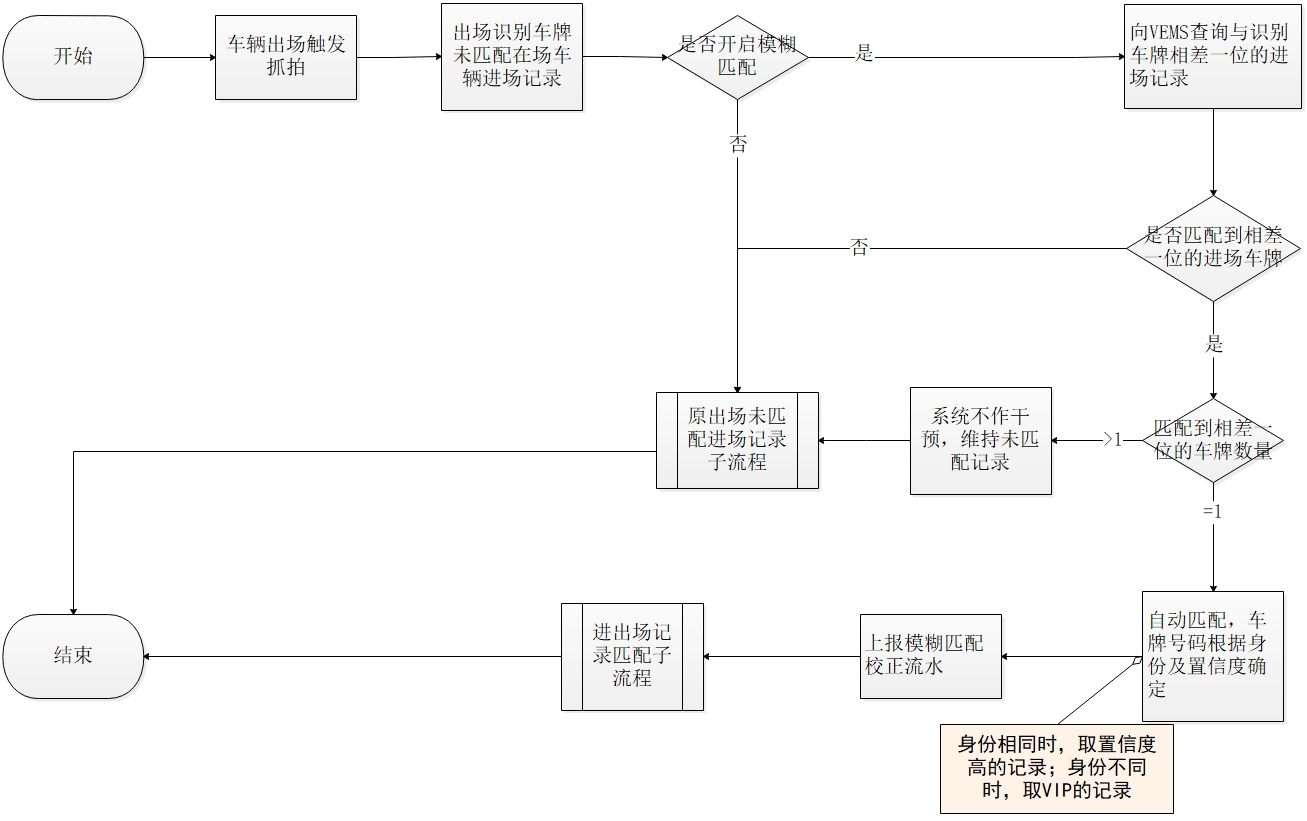 开始
车辆出场触发
抓拍
出场识别车牌
未匹配在场车
辆进场记录
是否开启模糊
匹配
是
向VEMS查询与识别
车牌相差一位的进
场记录
否
是否匹配到相差
一位的进场车牌
否
是
原出场未匹
配进场记录
子流程
系统不作干
预，维持未匹
配记录
>1
匹配到相差一
位的车牌数量
=1
结束
进出场记
录匹配子
流程
上报模糊匹配
校正流水
自动匹配，车
牌号码根据身
份及置信度确
定
身份相同时，取置信度
高的记录；身份不同
时，取VIP的记录